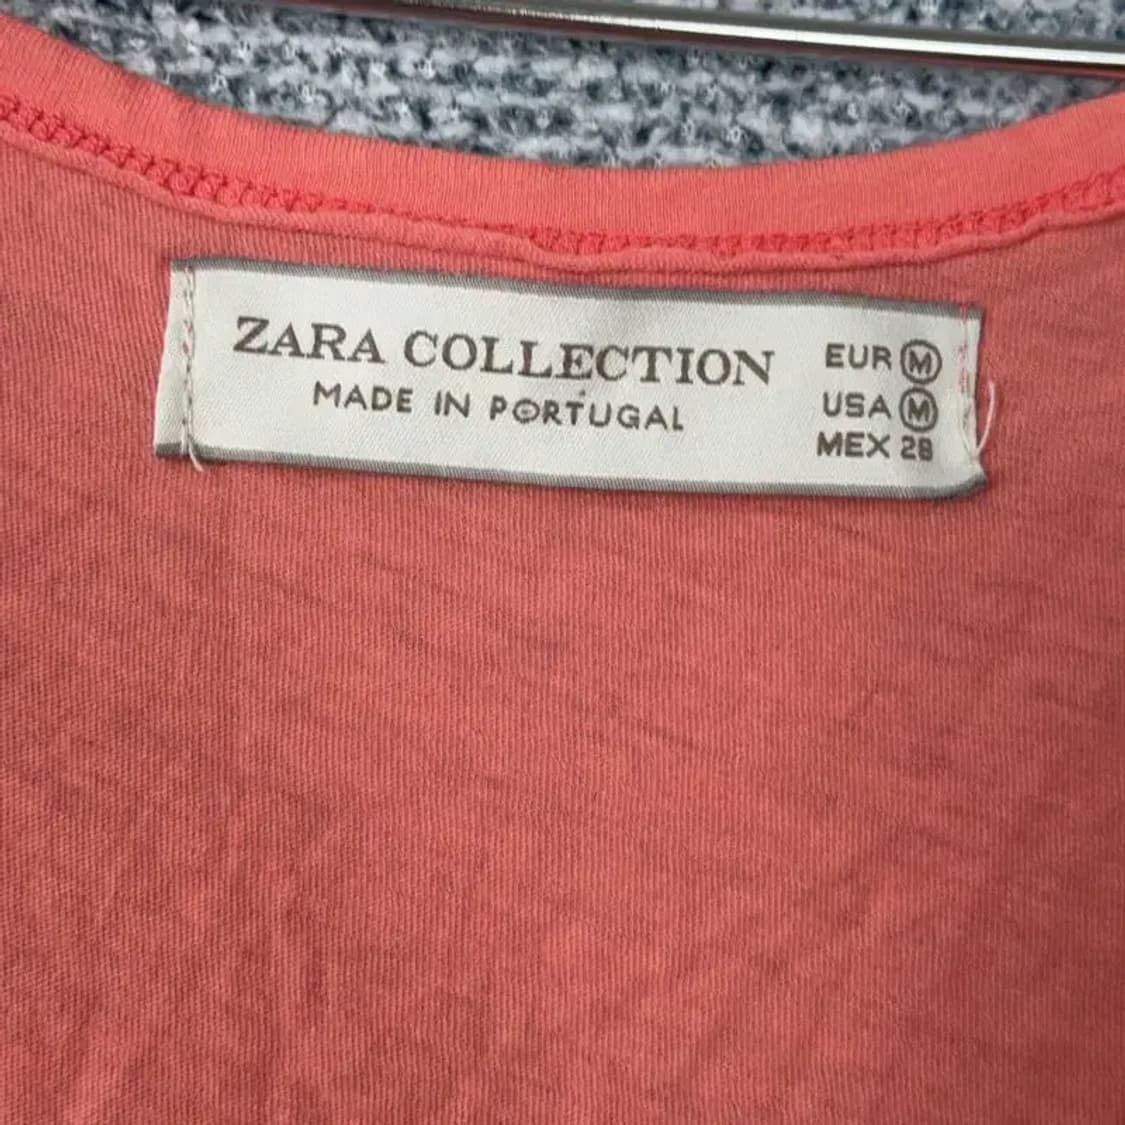 ZARA COLLECTION
MADE IN PORTUGAL
EUR M
USA M
MEX 28